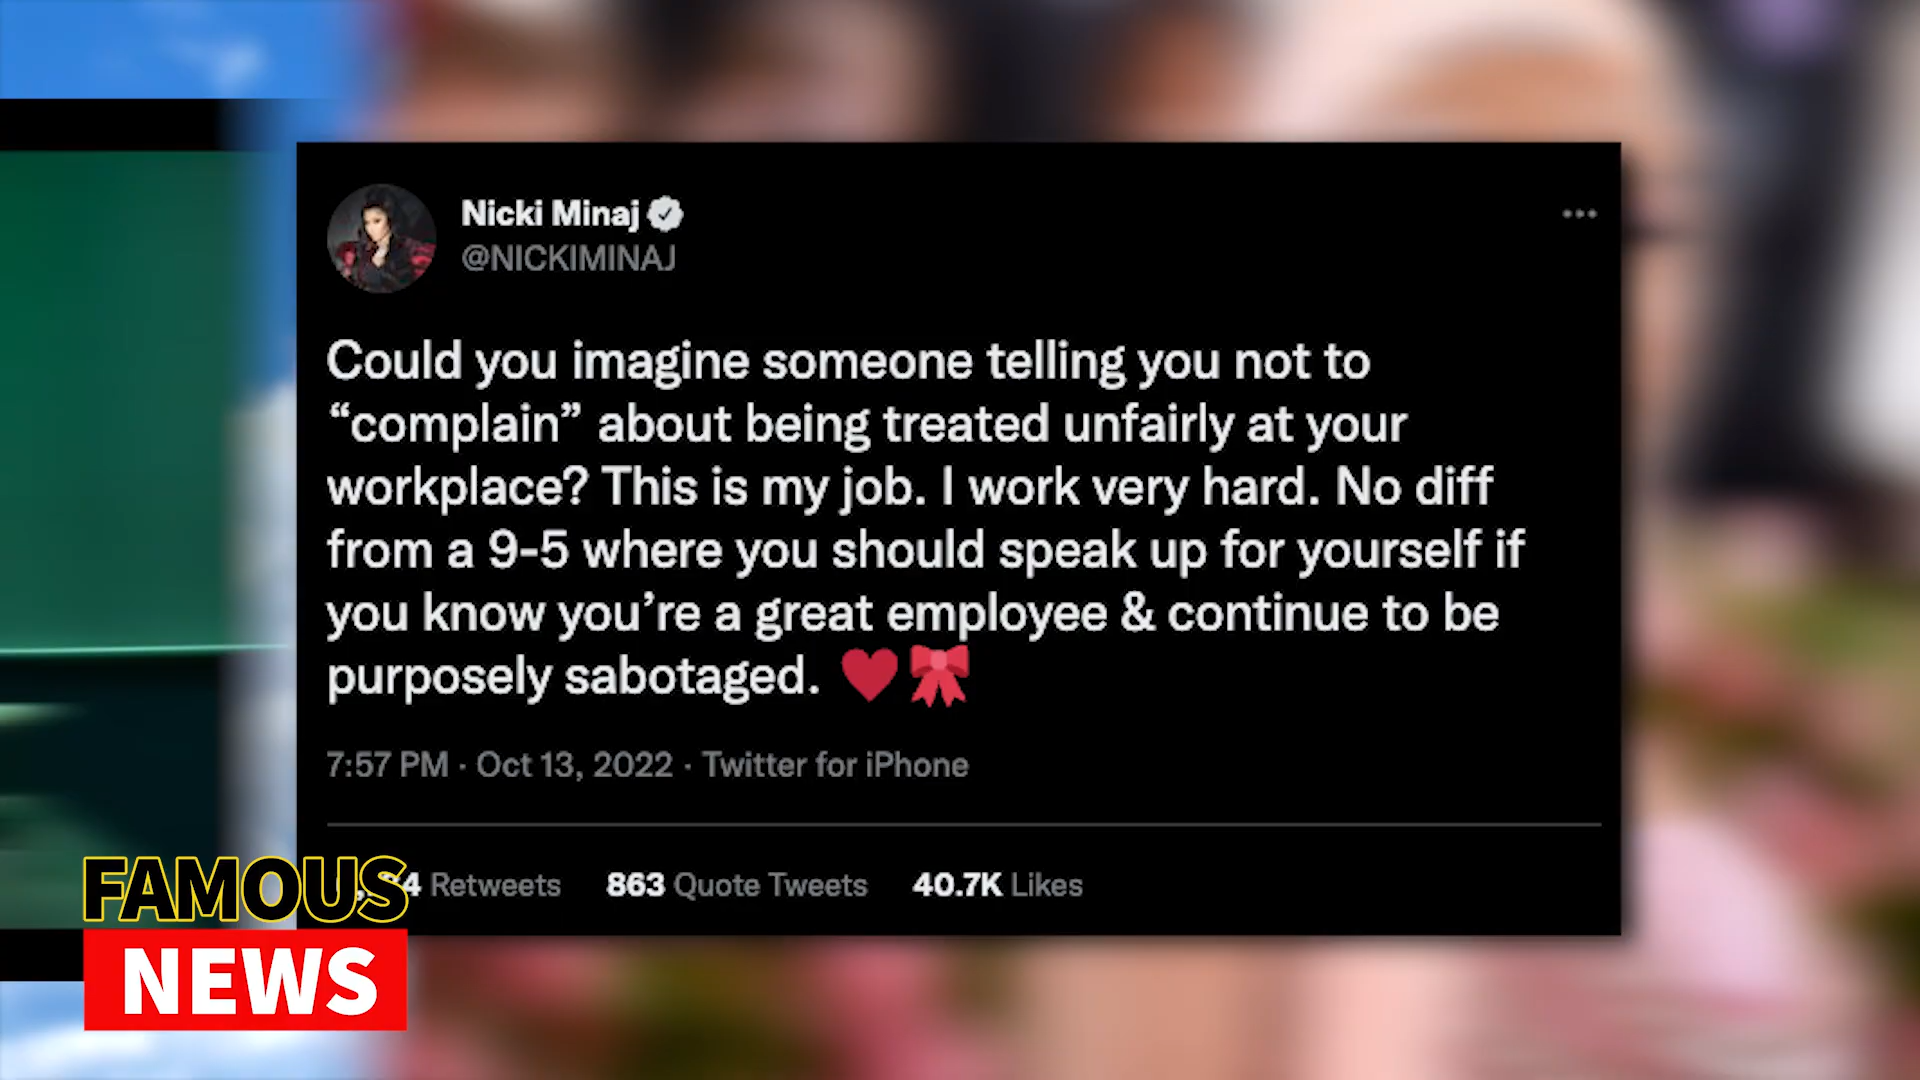 Nicki Minaj
@NICKIMINAJ
Could you imagine someone telling you not to
“complain” about being treated unfairly at your
workplace? This is my job. I work very hard. No diff
from a 9-5 where you should speak up for yourself if
you know you’re a great employee & continue to be
purposely sabotaged. ❤️🎀
7:57 PM · Oct 13, 2022 · Twitter for iPhone
Retweets 863 Quote Tweets 40.7K Likes
FAMOUS
NEWS